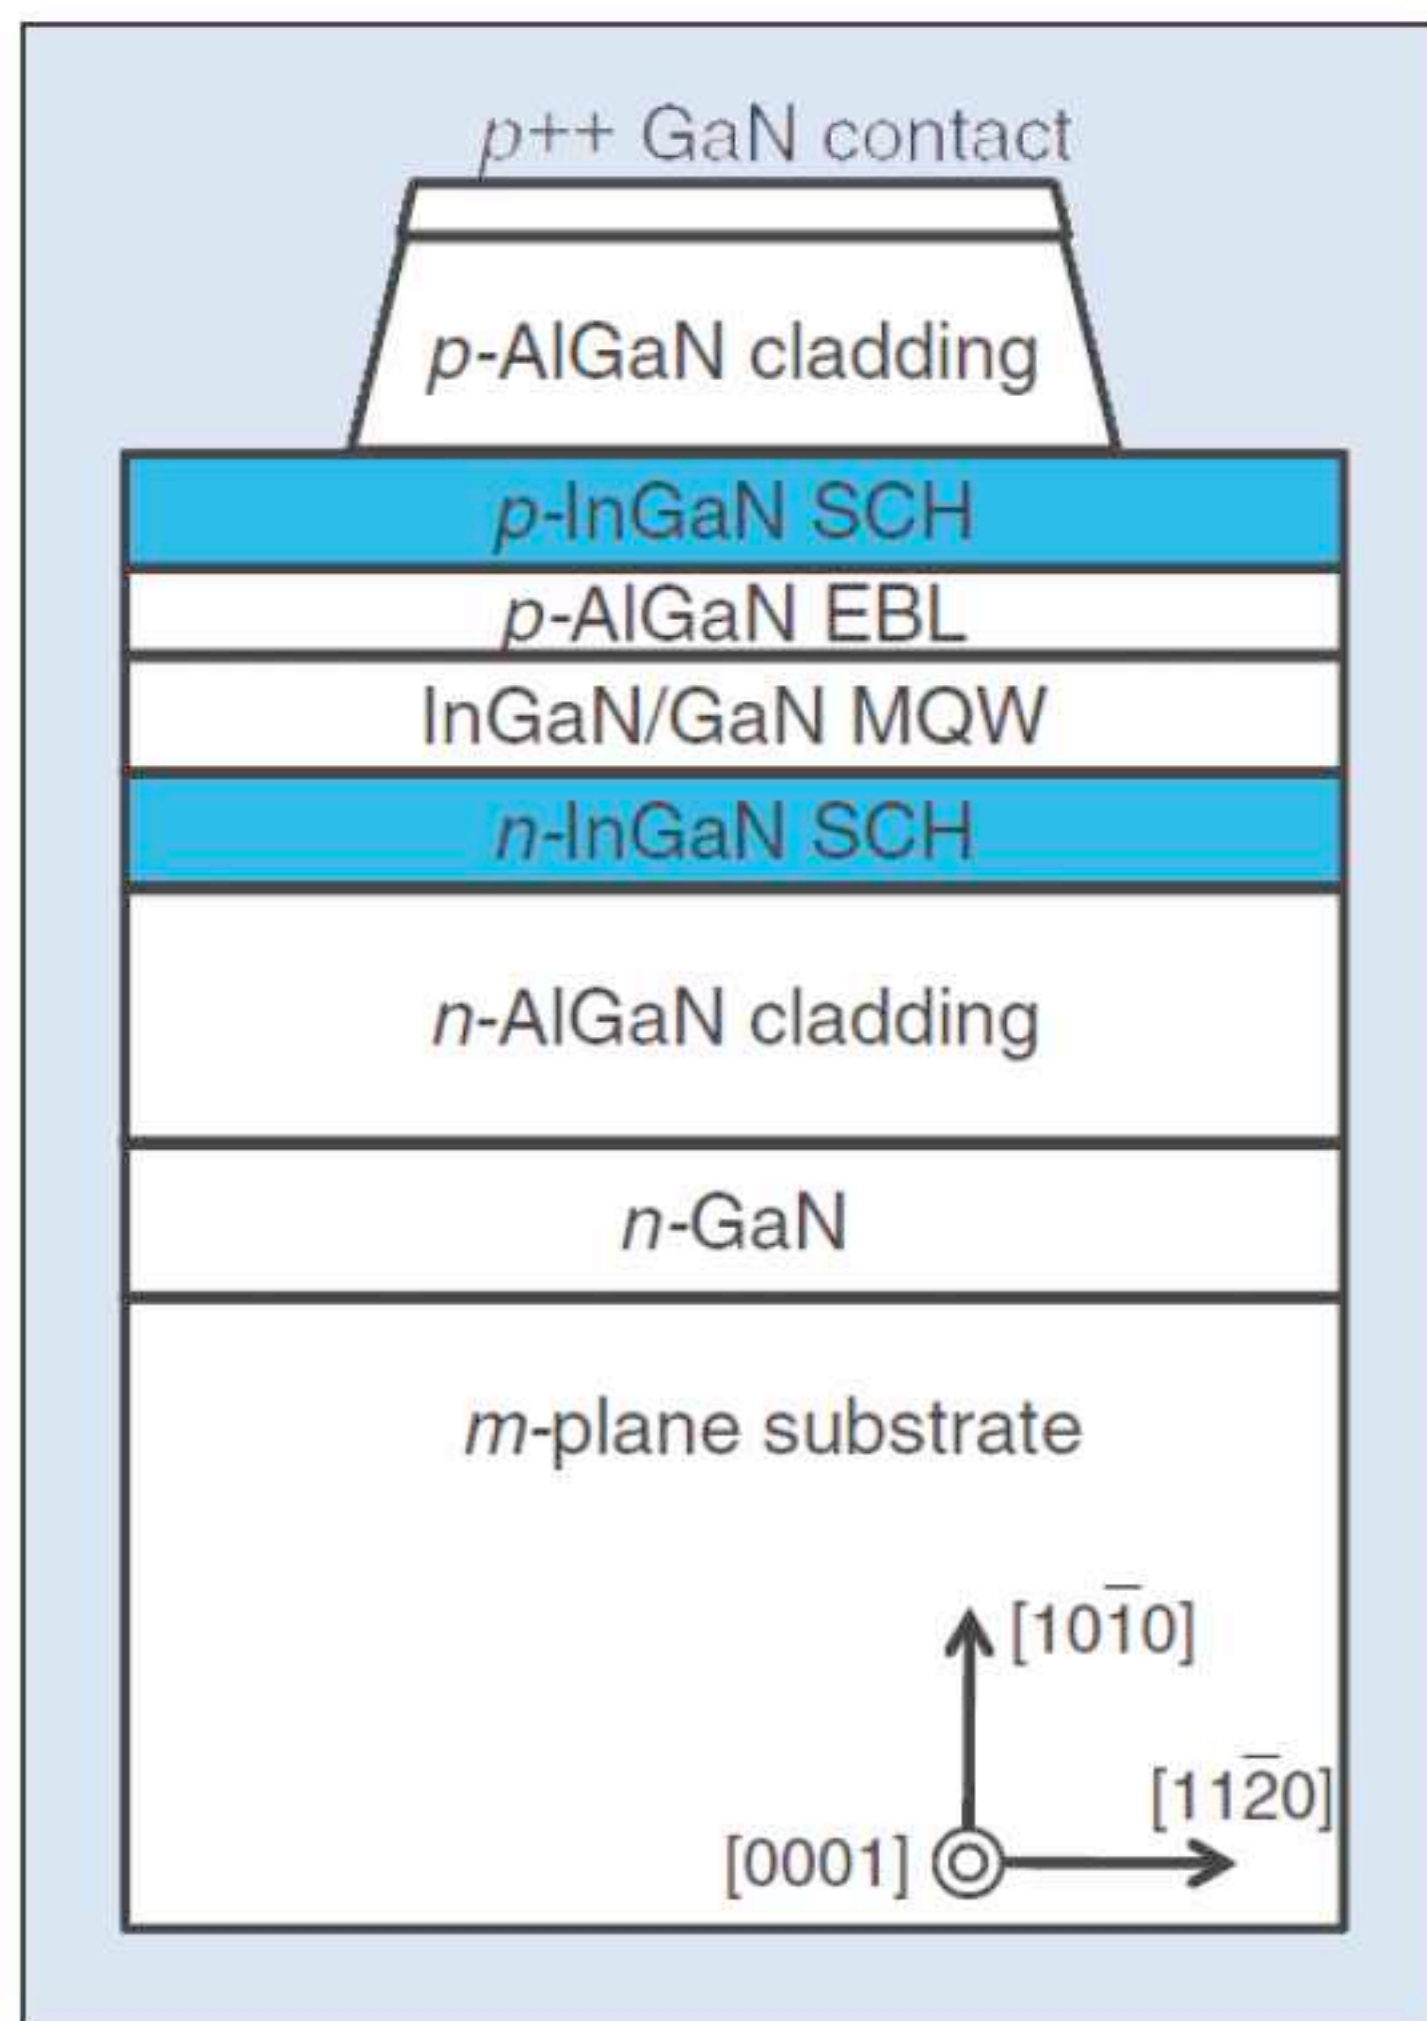 p++ GaN contact
p-AlGaN cladding
p-InGaN SCH
p-AlGaN EBL
InGaN/GaN MQW
n-InGaN SCH
n-AlGaN cladding
n-GaN
m-plane substrate
[101̅0]
[112̅0]
[0001]